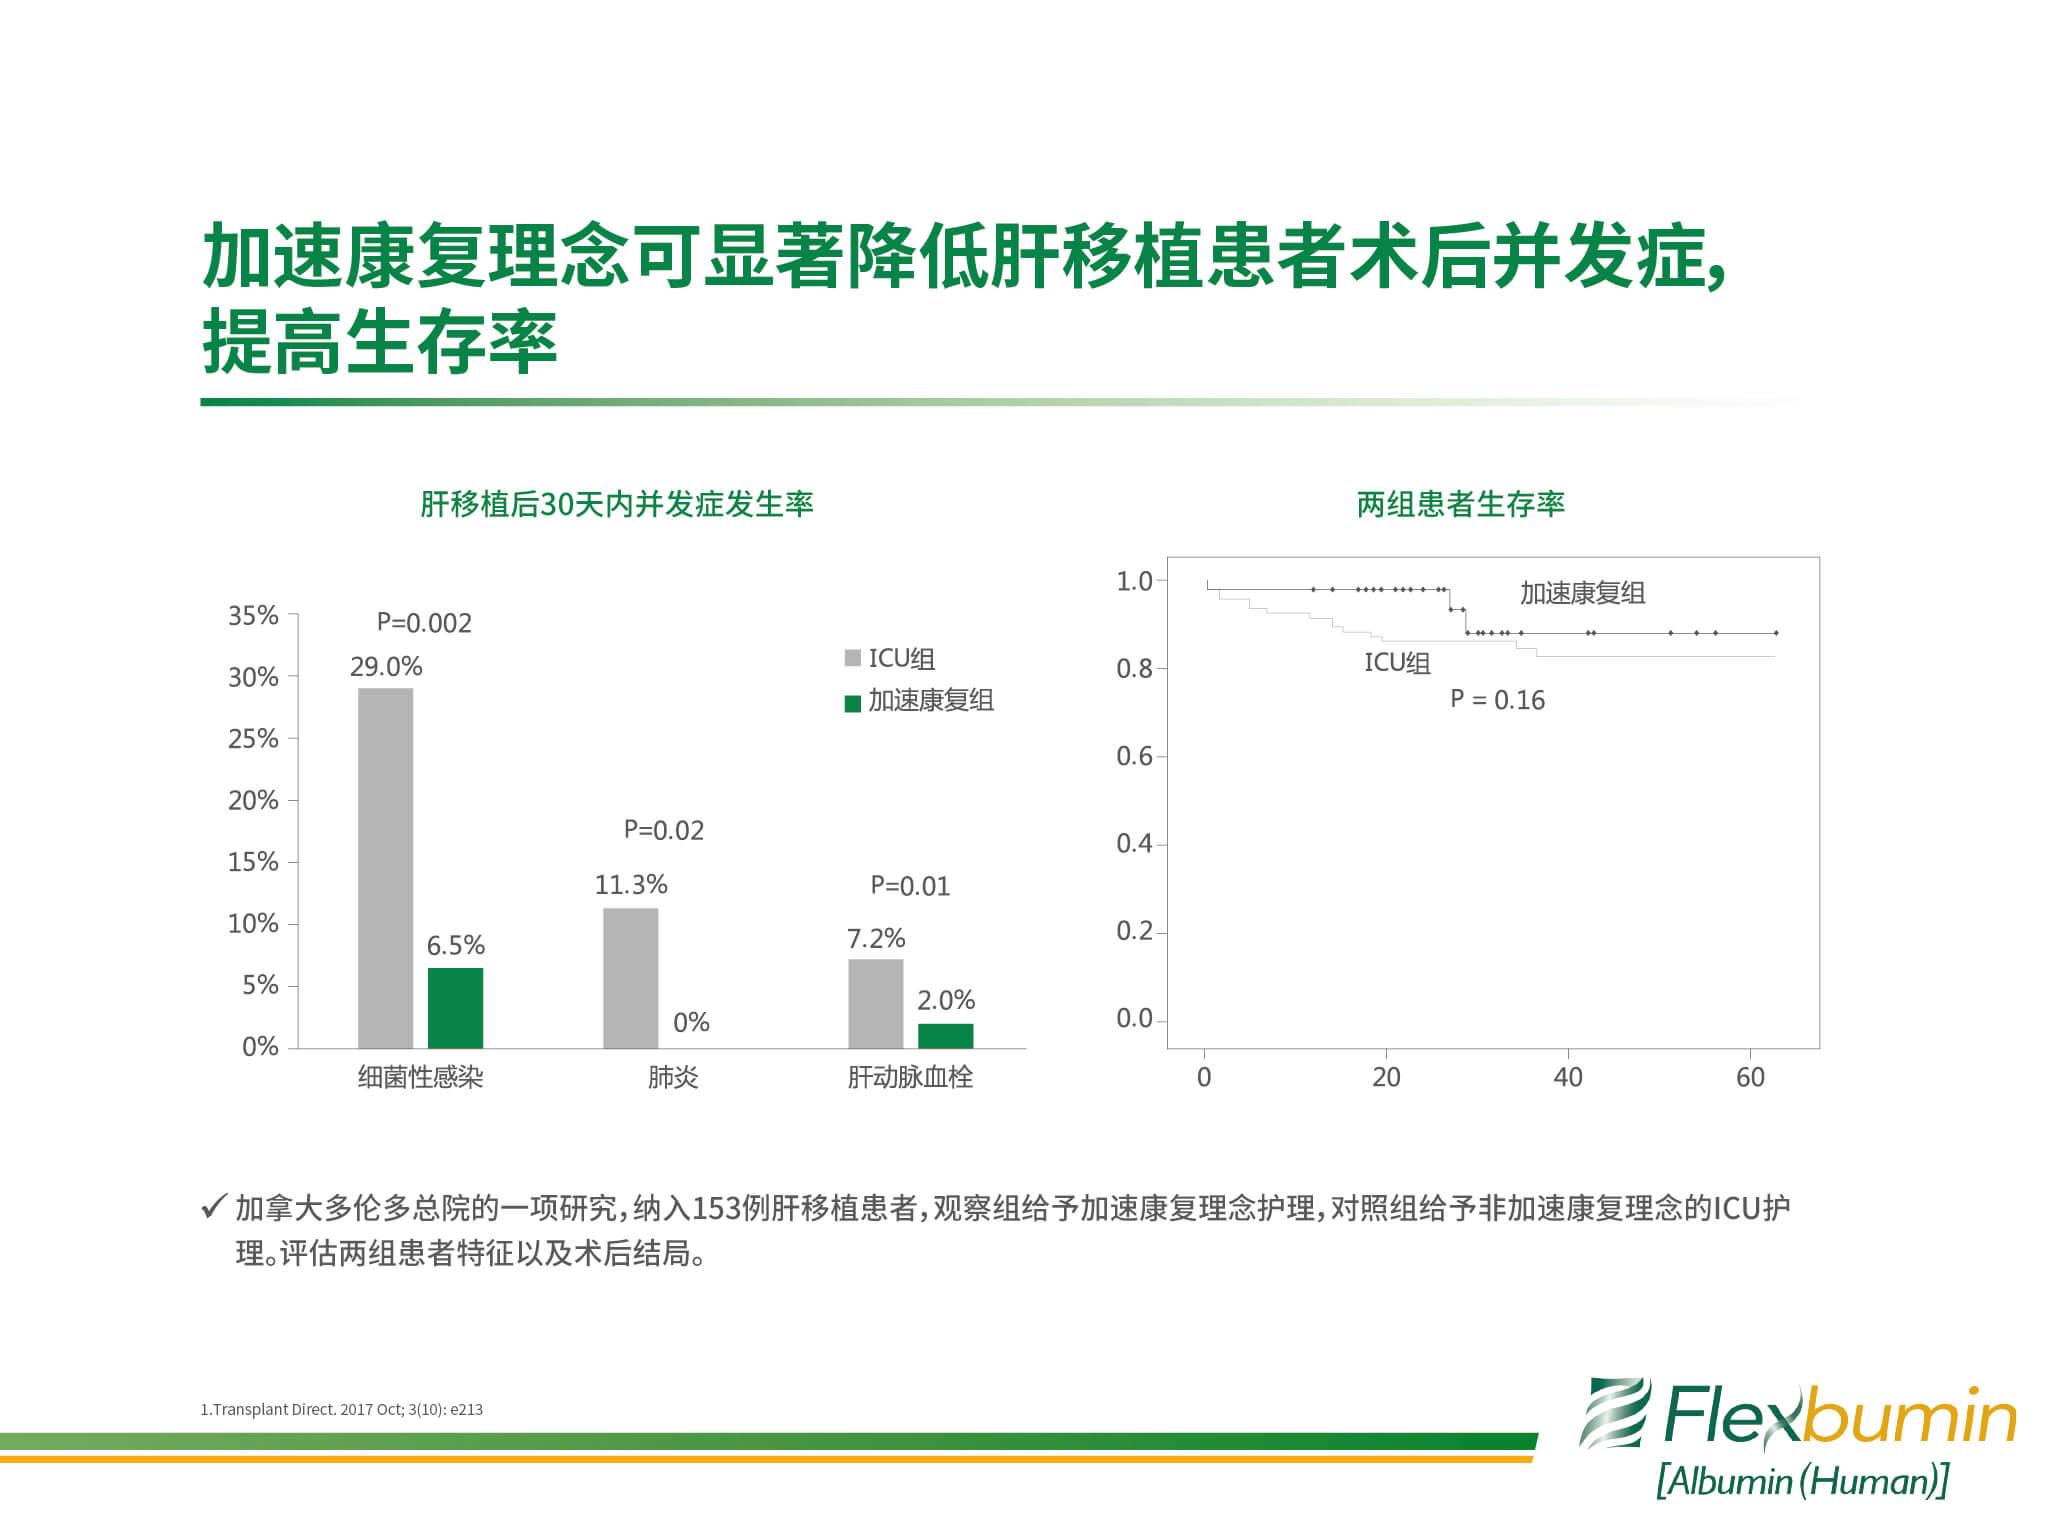 加速康复理念可显著降低肝移植患者术后并发症，
提高生存率
肝移植后30天内并发症发生率
35%
30%
25%
20%
15%
10%
5%
0%
P=0.002
29.0%
6.5%
P=0.02
11.3%
0%
P=0.01
7.2%
2.0%
ICU组
加速康复组
细菌性感染
肺炎
肝动脉血栓
两组患者生存率
1.0
0.8
0.6
0.4
0.2
0.0
加速康复组
ICU组
P = 0.16
0
20
40
60
✓ 加拿大多伦多总院的一项研究，纳入153例肝移植患者，观察组给予加速康复理念护理，对照组给予非加速康复理念的ICU护
理。评估两组患者特征以及术后结局。
1.Transplant Direct. 2017 Oct; 3(10): e213
Flexbumin
[Albumin (Human)]